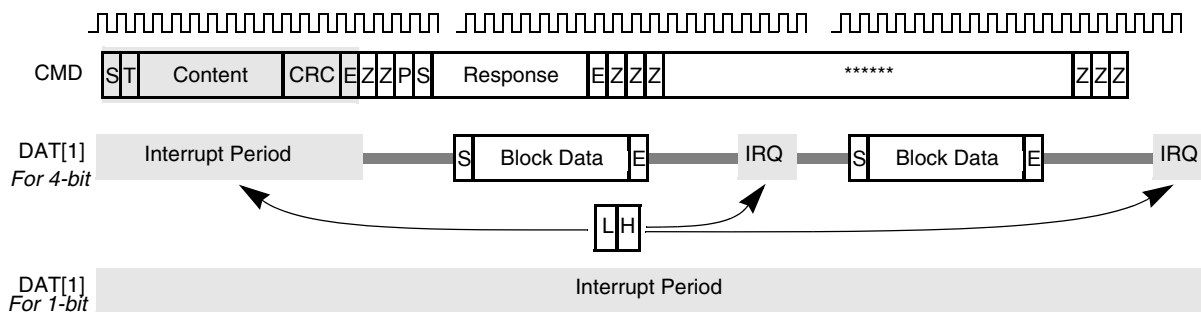 CMD S T Content CRC E Z Z P S Response E Z Z Z ****** Z Z Z
DAT[1] Interrupt Period S Block Data E IRQ S Block Data E IRQ
For 4-bit
L H
DAT[1] Interrupt Period
For 1-bit